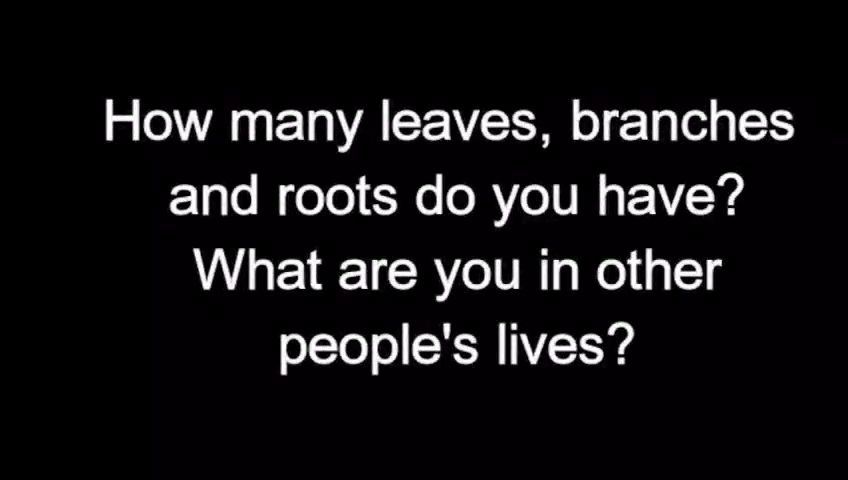 How many leaves, branches
and roots do you have?
What are you in other
people's lives?